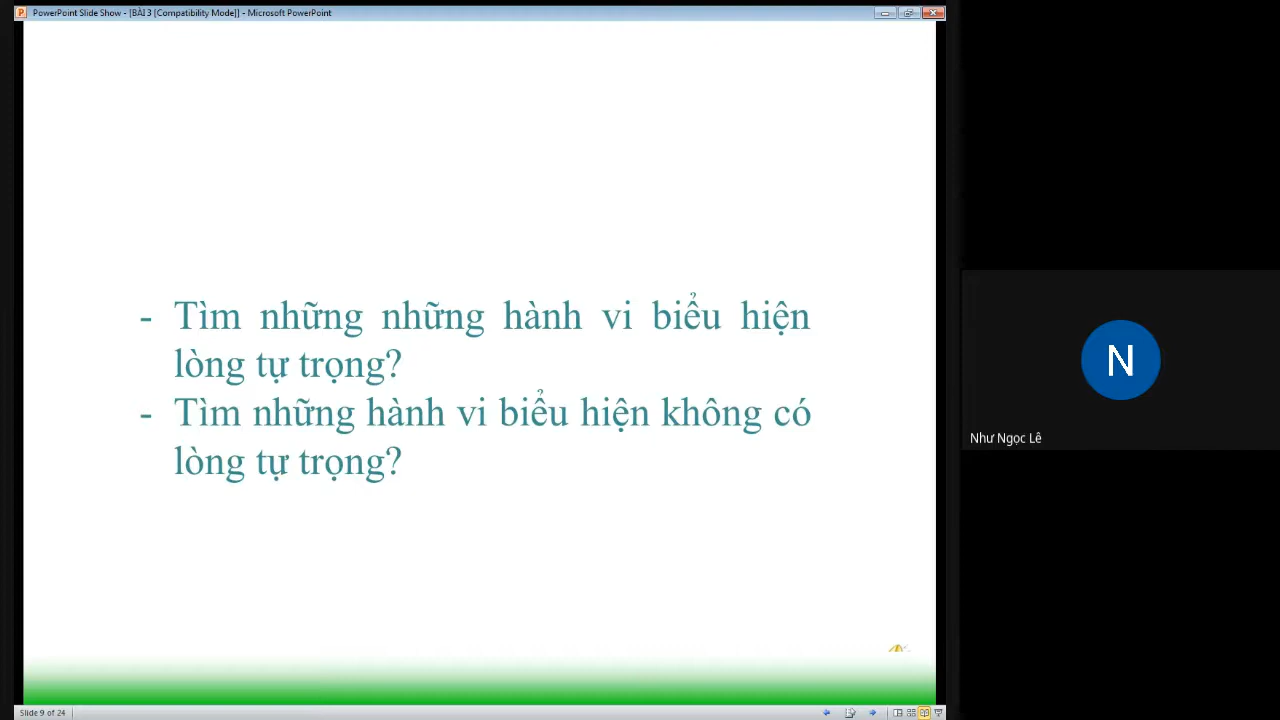 PowerPoint Slide Show - [BÀI 3 [Compatibility Mode]] - Microsoft PowerPoint
- Tìm những những hành vi biểu hiện
lòng tự trọng?
- Tìm những hành vi biểu hiện không có
lòng tự trọng?
N
Như Ngọc Lê
Slide 9 of 24